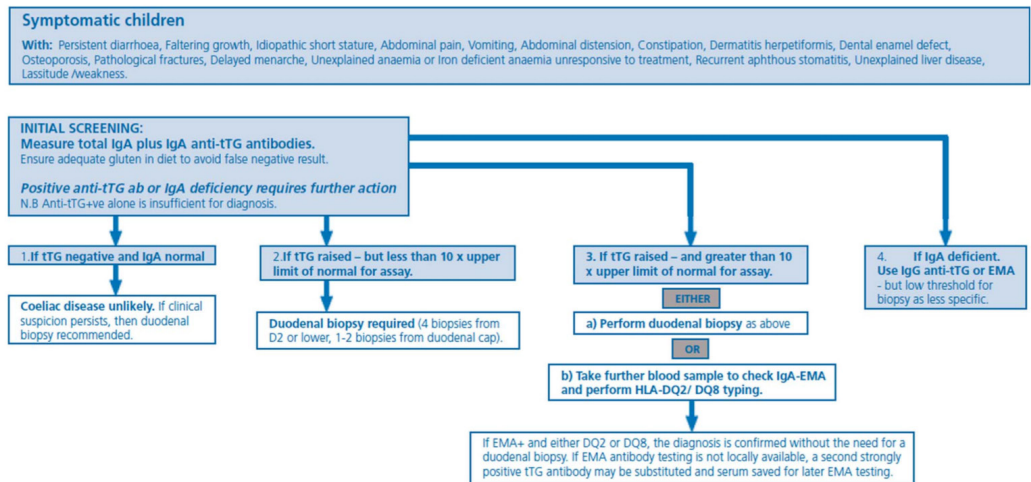 Symptomatic children
With: Persistent diarrhoea, Faltering growth, Idiopathic short stature, Abdominal pain, Vomiting, Abdominal distension, Constipation, Dermatitis herpetiformis, Dental enamel defect,
Osteoporosis, Pathological fractures, Delayed menarche, Unexplained anaemia or Iron deficient anaemia unresponsive to treatment, Recurrent aphthous stomatitis, Unexplained liver disease,
Lassitude /weakness.
INITIAL SCREENING:
Measure total IgA plus IgA anti-tTG antibodies.
Ensure adequate gluten in diet to avoid false negative result.
Positive anti-tTG ab or IgA deficiency requires further action
N.B Anti-tTG+ve alone is insufficient for diagnosis.
1.If tTG negative and IgA normal
Coeliac disease unlikely. If clinical
suspicion persists, then duodenal
biopsy recommended.
2.If tTG raised – but less than 10 x upper
limit of normal for assay.
Duodenal biopsy required (4 biopsies from
D2 or lower, 1-2 biopsies from duodenal cap).
3. If tTG raised – and greater than 10
x upper limit of normal for assay.
EITHER
a) Perform duodenal biopsy as above
OR
b) Take further blood sample to check IgA-EMA
and perform HLA-DQ2/ DQ8 typing.
If EMA+ and either DQ2 or DQ8, the diagnosis is confirmed without the need for a
duodenal biopsy. If EMA antibody testing is not locally available, a second strongly
positive tTG antibody may be substituted and serum saved for later EMA testing.
4. If IgA deficient.
Use IgG anti-tTG or EMA
- but low threshold for
biopsy as less specific.